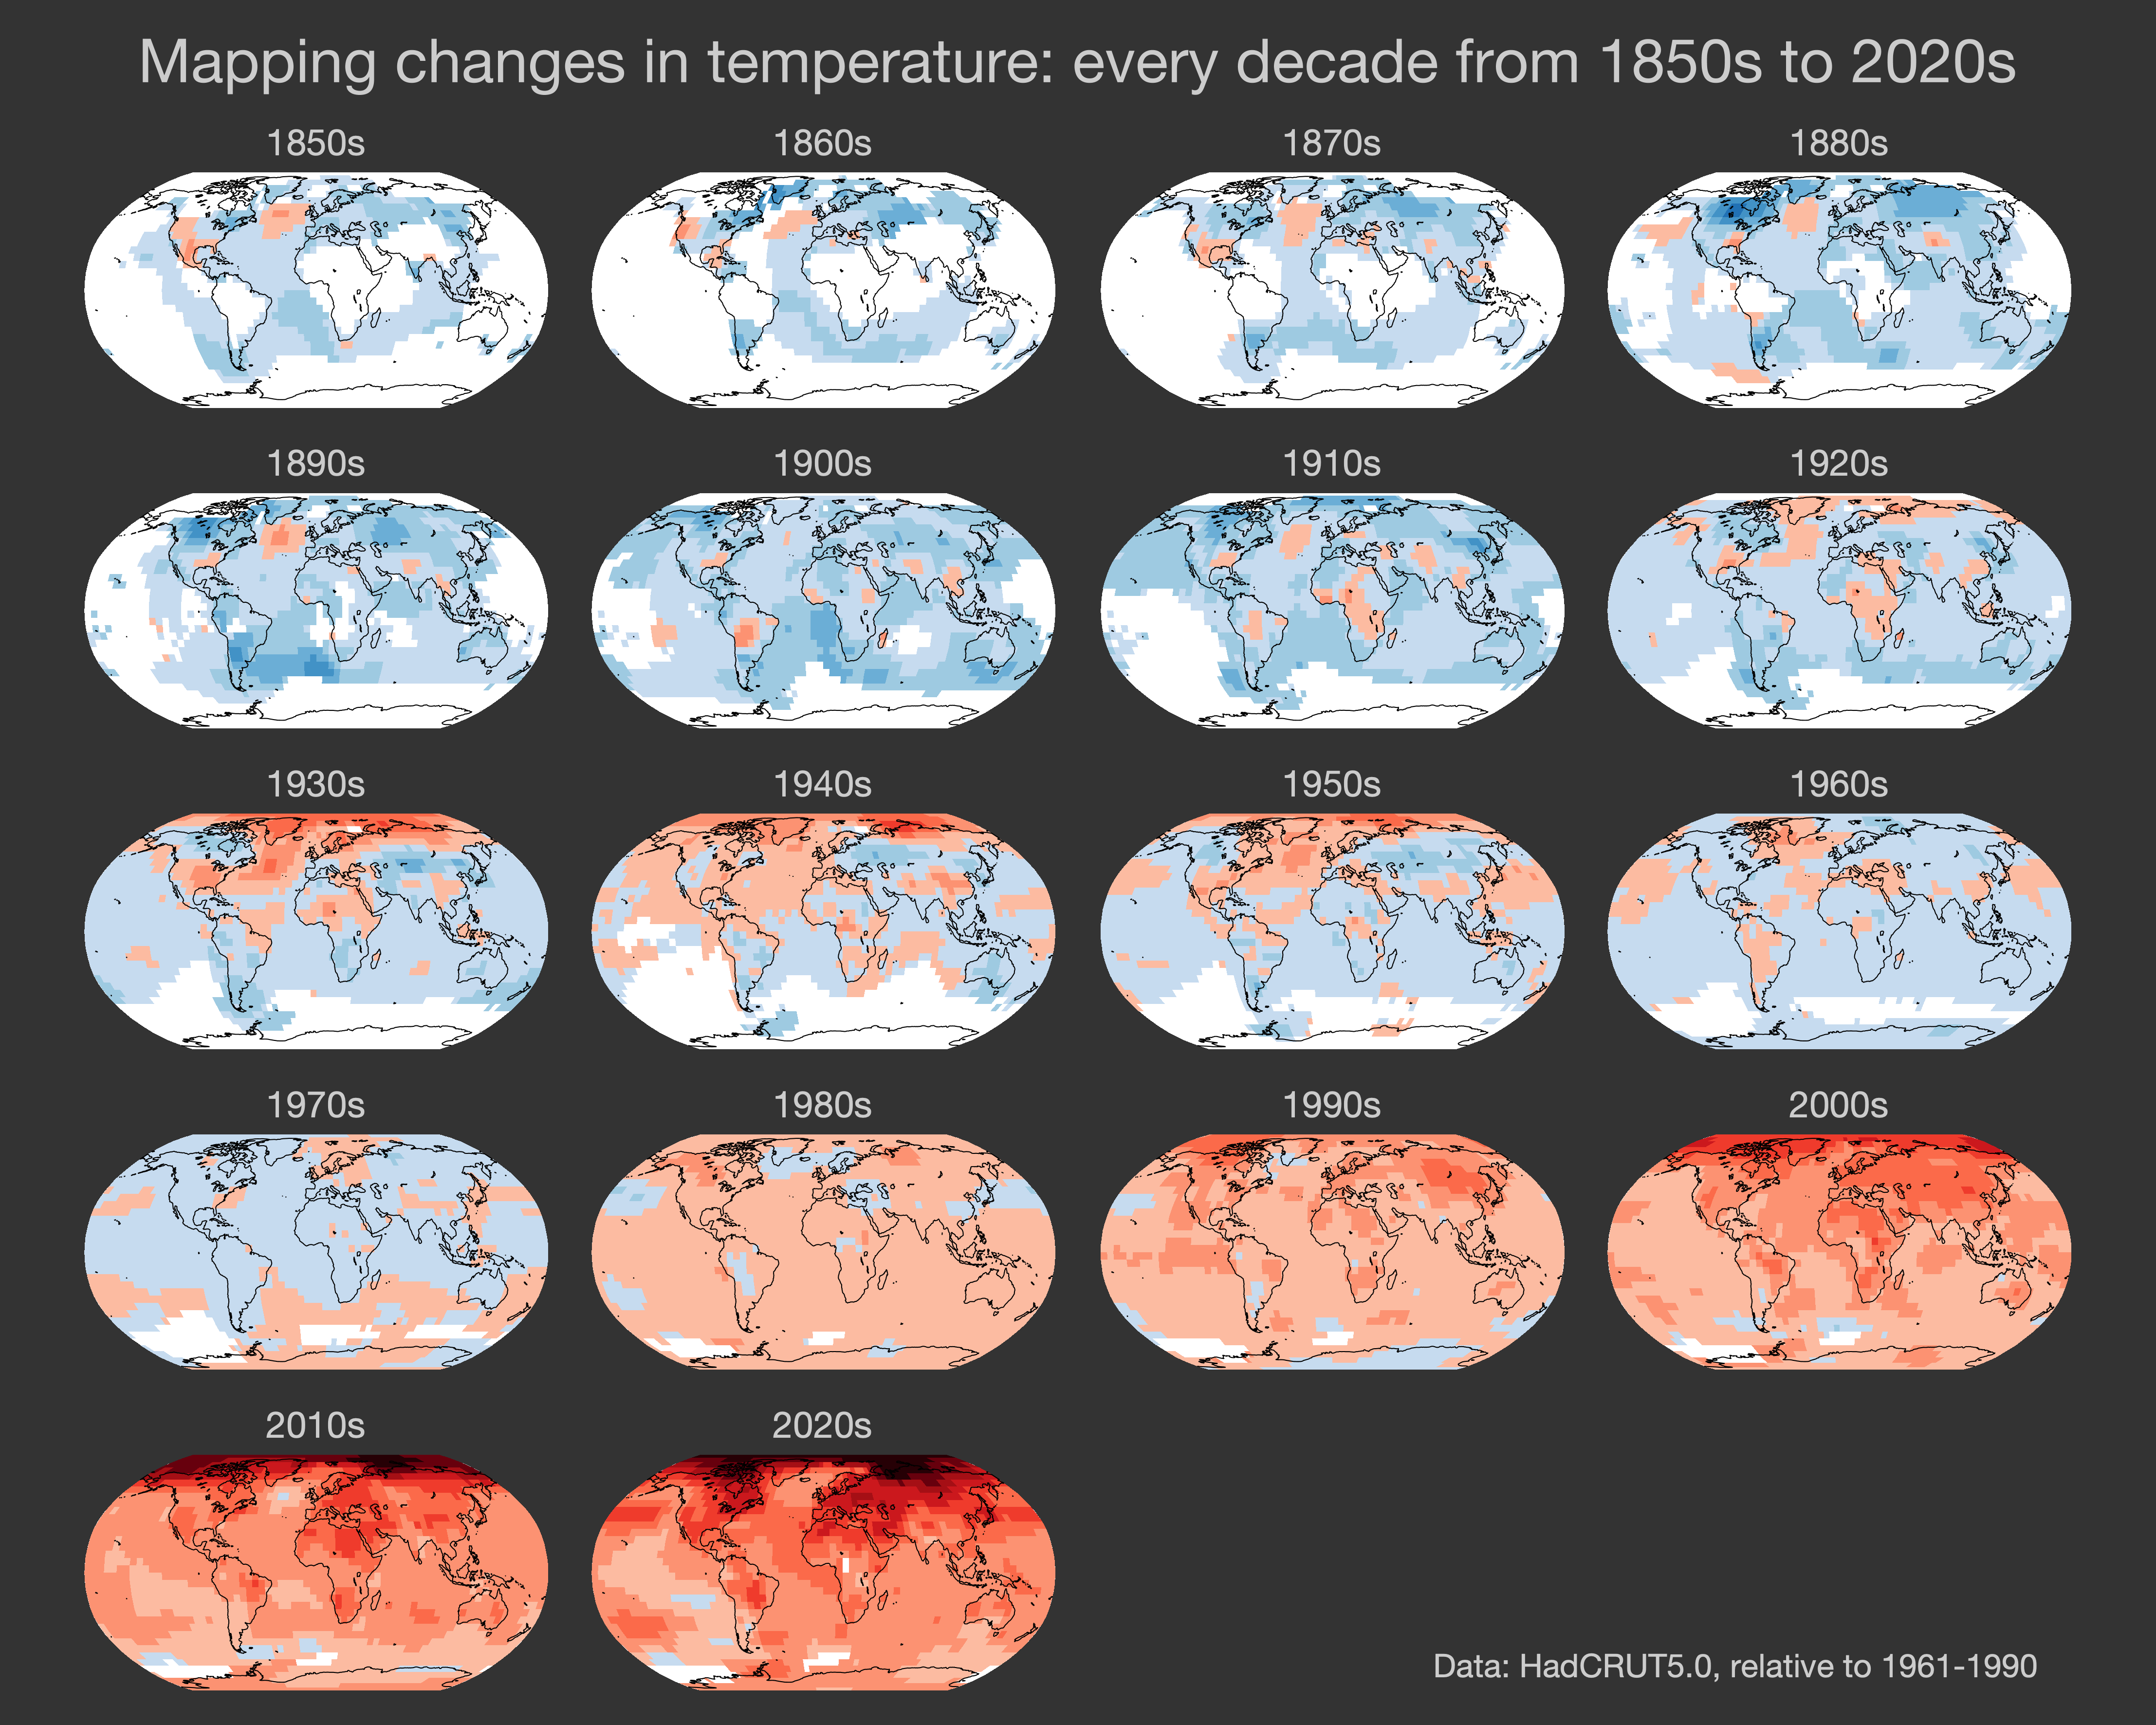 Mapping changes in temperature: every decade from 1850s to 2020s
1850s
1860s
1870s
1880s
1890s
1900s
1910s
1920s
1930s
1940s
1950s
1960s
1970s
1980s
1990s
2000s
2010s
2020s
Data: HadCRUT5.0, relative to 1961-1990